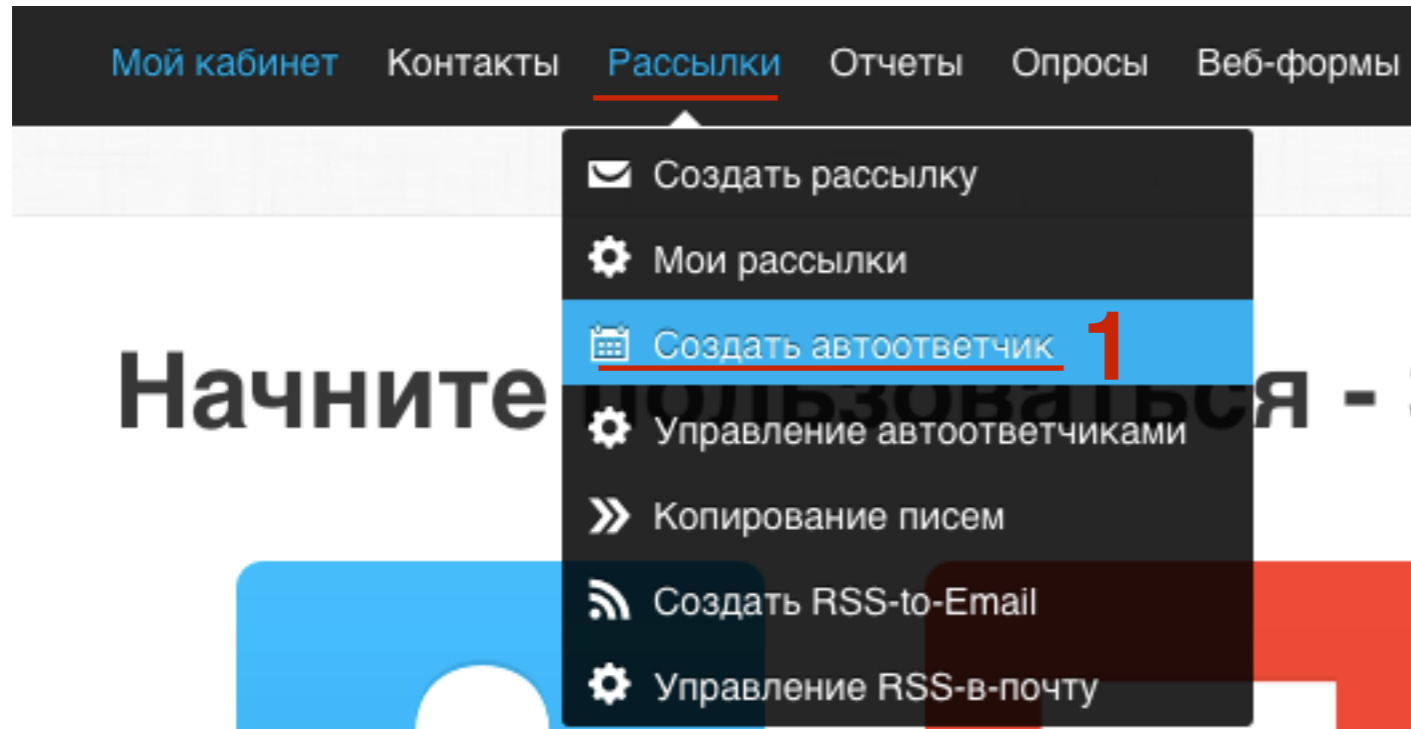 Мой кабинет Контакты Рассылки Отчеты Опросы Веб-формы
Создать рассылку
Мои рассылки
Создать автоответчик 1
Начните пользоваться -
Управление автоответчиками
Копирование писем
Создать RSS-to-Email
Управление RSS-в-почту